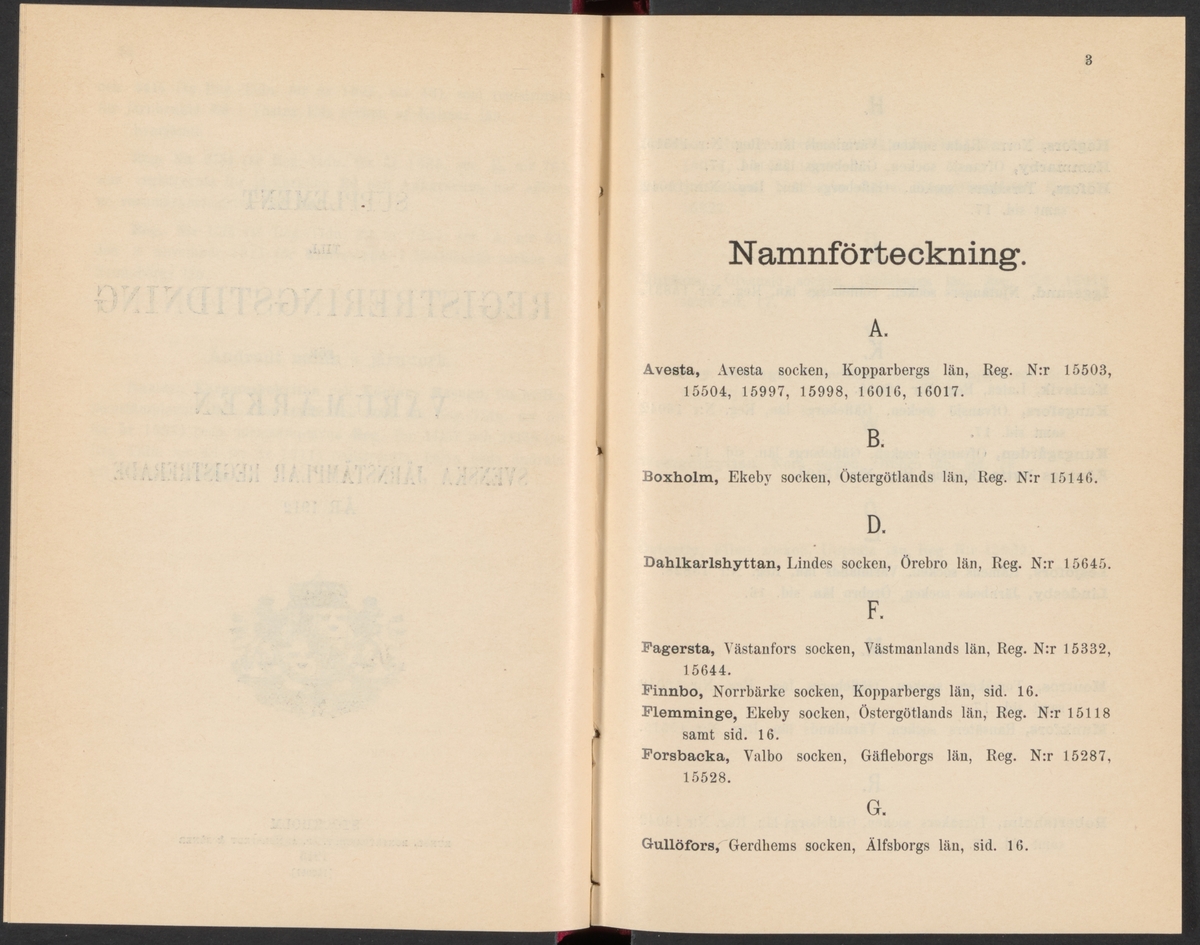 3
Namnförteckning.
A.
Avesta, Avesta socken, Kopparbergs län, Reg. N:r 15503,
15504, 15997, 15998, 16016, 16017.
B.
Boxholm, Ekeby socken, Östergötlands län, Reg. N:r 15146.
D.
Dahlkarlshyttan, Lindes socken, Örebro län, Reg. N:r 15645.
F.
Fagersta, Västanfors socken, Västmanlands län, Reg. N:r 15332,
15644.
Finnbo, Norrbärke socken, Kopparbergs län, sid. 16.
Flemminge, Ekeby socken, Östergötlands län, Reg. N:r 15118
samt sid. 16.
Forsbacka, Valbo socken, Gäfleborgs län, Reg. N:r 15287,
15528.
G.
Gullöfors, Gerdhems socken, Älfsborgs län, sid. 16.